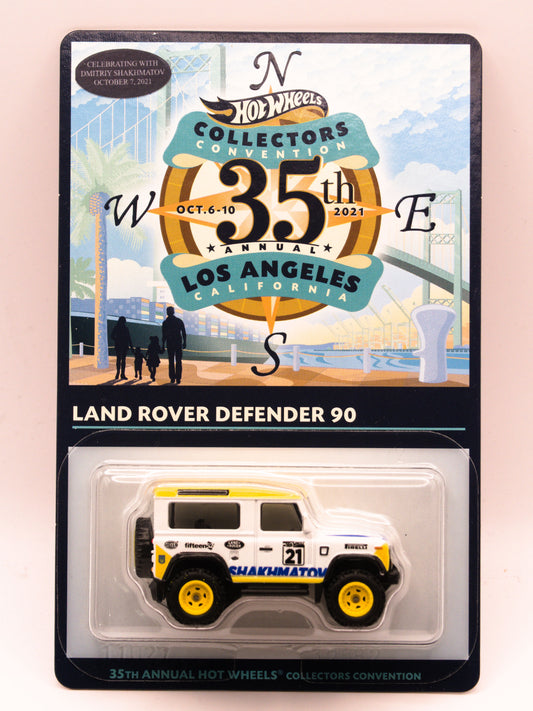 CELEBRATING WITH
DMITRIY SHAKHMATOV
OCTOBER 7, 2021
N
HOT WHEELS
COLLECTORS
CONVENTION
35th
W
OCT.6-10
2021
E
★ ANNUAL ★
LOS ANGELES
CALIFORNIA
S
LAND ROVER DEFENDER 90
fifteen
21
PIRELLI
SHAKHMATOV
35TH ANNUAL HOT WHEELS® COLLECTORS CONVENTION